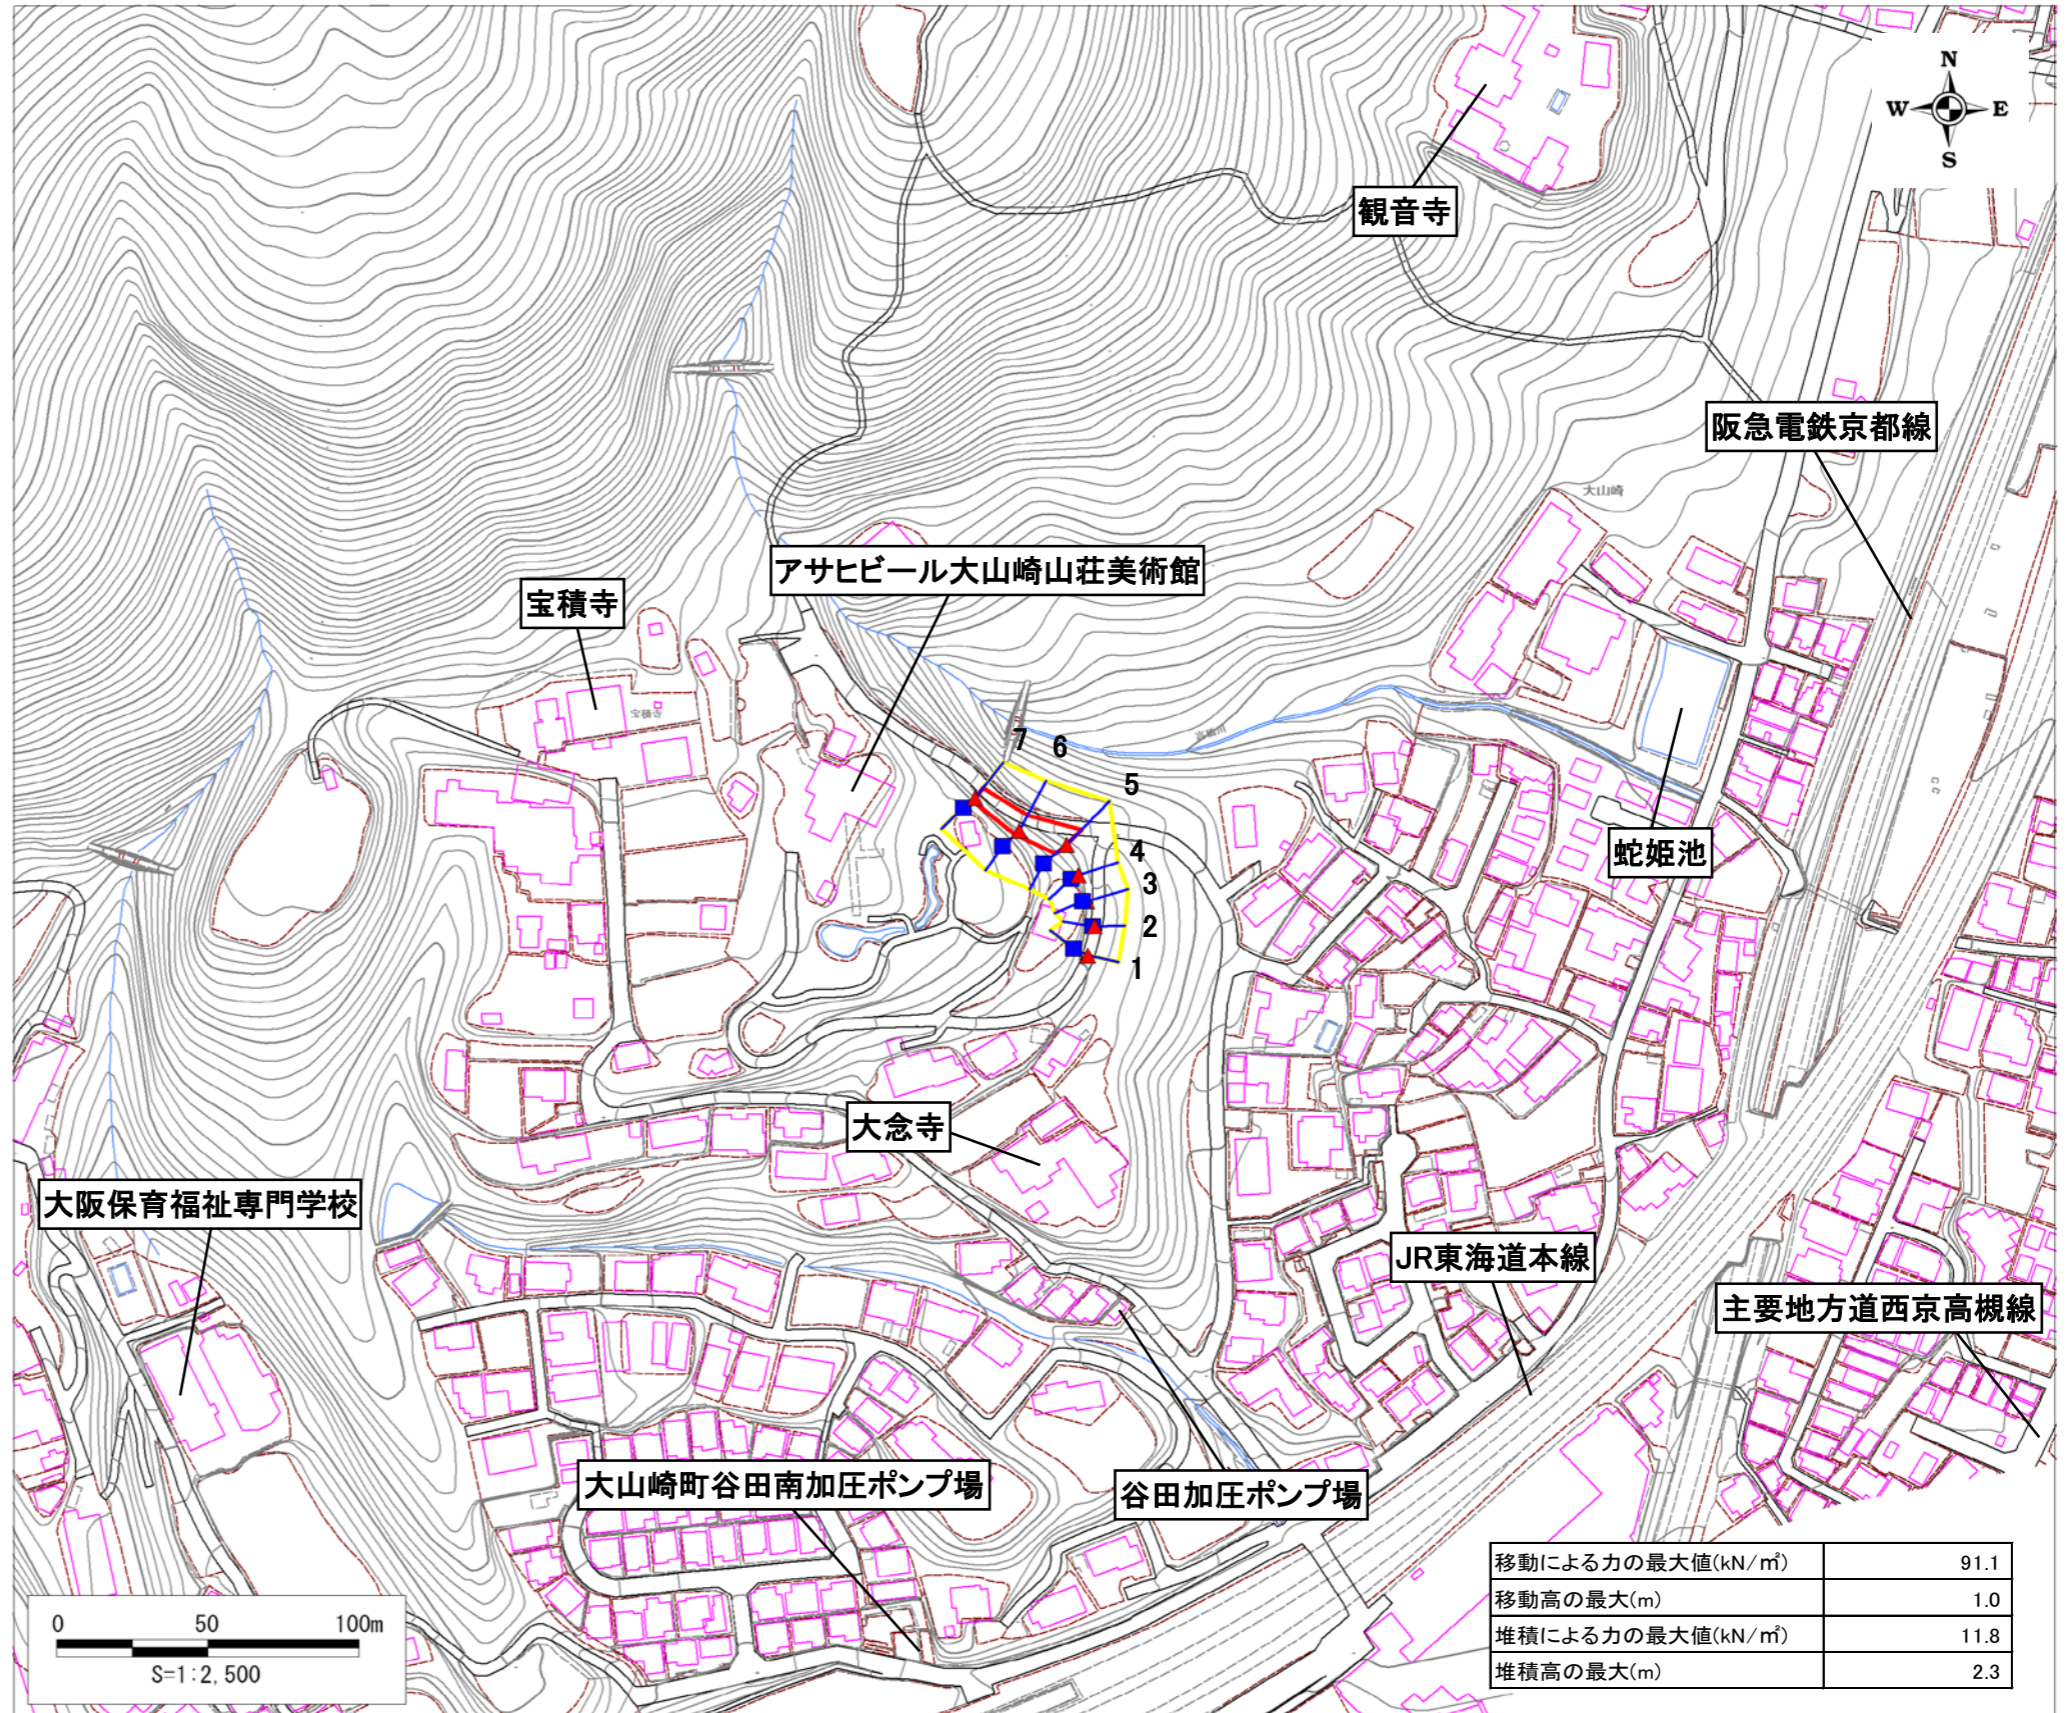 N
W E
S
観音寺
阪急電鉄京都線
大山崎
アサヒビール大山崎山荘美術館
宝積寺
宝積寺
7
6
5
4
3
2
1
蛇姫池
大念寺
大阪保育福祉専門学校
JR東海道本線
主要地方道西京高槻線
大山崎町谷田南加圧ポンプ場
谷田加圧ポンプ場
0 50 100m
S=1:2,500
移動による力の最大値(kN/㎡) 91.1
移動高の最大(m) 1.0
堆積による力の最大値(kN/㎡) 11.8
堆積高の最大(m) 2.3